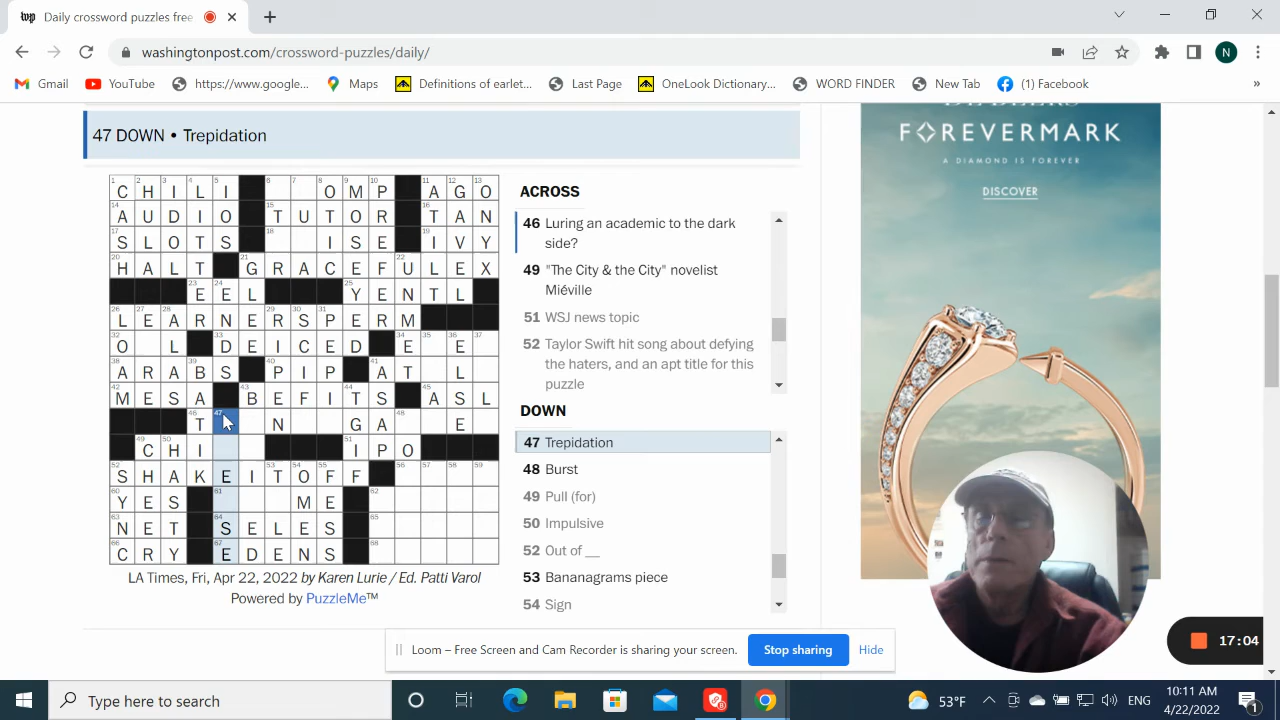 Daily crossword puzzles free
washingtonpost.com/crossword-puzzles/daily/
N
Gmail
YouTube
https://www.google...
Maps
Definitions of earlet...
Last Page
OneLook Dictionary...
WORD FINDER
New Tab
(1) Facebook
»
47 DOWN • Trepidation
C H I L I O M P A G O
A U D I O T U T O R T A N
S L O T S I S E I V Y
H A L T G R A C E F U L E X
E E L Y E N T L
L E A R N E R S P E R M
O L D E I C E D E E
A R A B S P I P A T L
M E S A B E F I T S A S L
T N G A E
C H I I P O
S H A K E I T O F F
Y E S M E
N E T S E L E S
C R Y E D E N S
LA Times, Fri, Apr 22, 2022 by Karen Lurie / Ed. Patti Varol
Powered by PuzzleMe™
ACROSS
46 Luring an academic to the dark
side?
49 "The City & the City" novelist
Miéville
51 WSJ news topic
52 Taylor Swift hit song about defying
the haters, and an apt title for this
puzzle
DOWN
47 Trepidation
48 Burst
49 Pull (for)
50 Impulsive
52 Out of __
53 Bananagrams piece
54 Sign
FOREVERMARK
A DIAMOND IS FOREVER
DISCOVER
Loom – Free Screen and Cam Recorder is sharing your screen.
Stop sharing
Hide
17:04
Type here to search
53°F
ENG
10:11 AM
4/22/2022
1